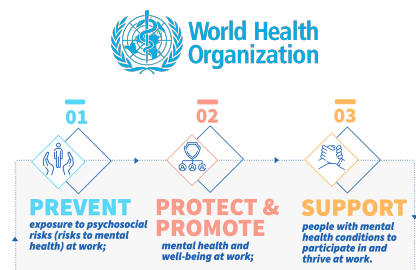 World Health
Organization
01
02
03
PREVENT
exposure to psychosocial
risks (risks to mental
health) at work;
PROTECT &
PROMOTE
mental health and
well-being at work;
SUPPORT
people with mental
health conditions to
participate in and
thrive at work.